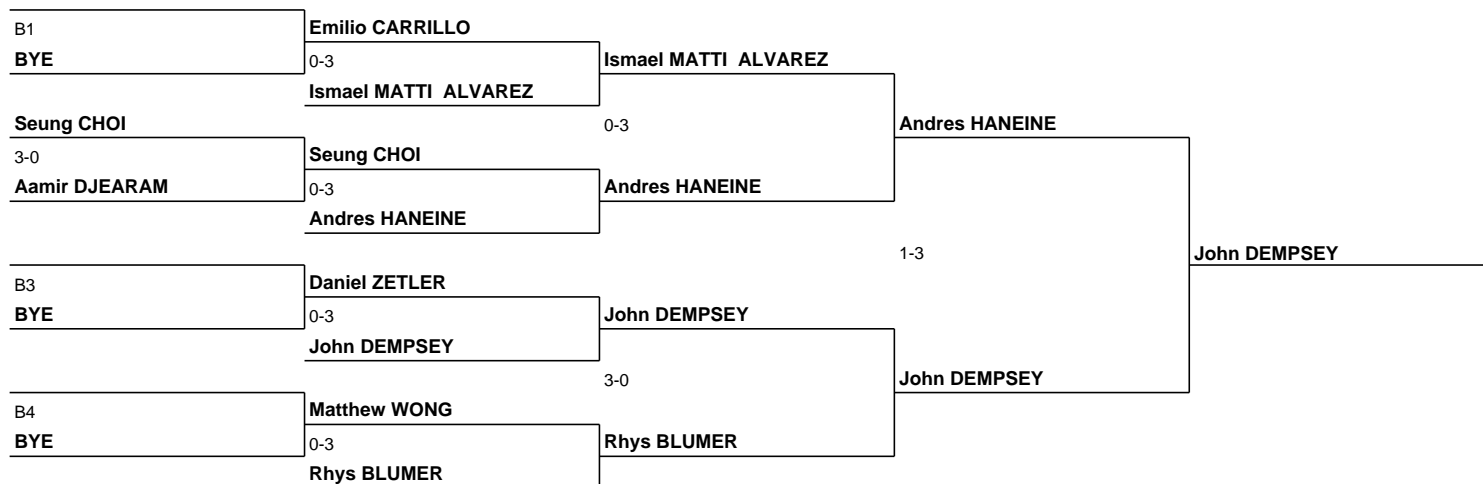 B1
BYE
Seung CHOI
3-0
Aamir DJEARAM
B3
BYE
B4
BYE
Emilio CARRILLO
0-3
Ismael MATTI  ALVAREZ
Seung CHOI
0-3
Andres HANEINE
Daniel ZETLER
0-3
John DEMPSEY
Matthew WONG
0-3
Rhys BLUMER
Ismael MATTI  ALVAREZ
0-3
Andres HANEINE
John DEMPSEY
3-0
Rhys BLUMER
Andres HANEINE
1-3
John DEMPSEY
John DEMPSEY